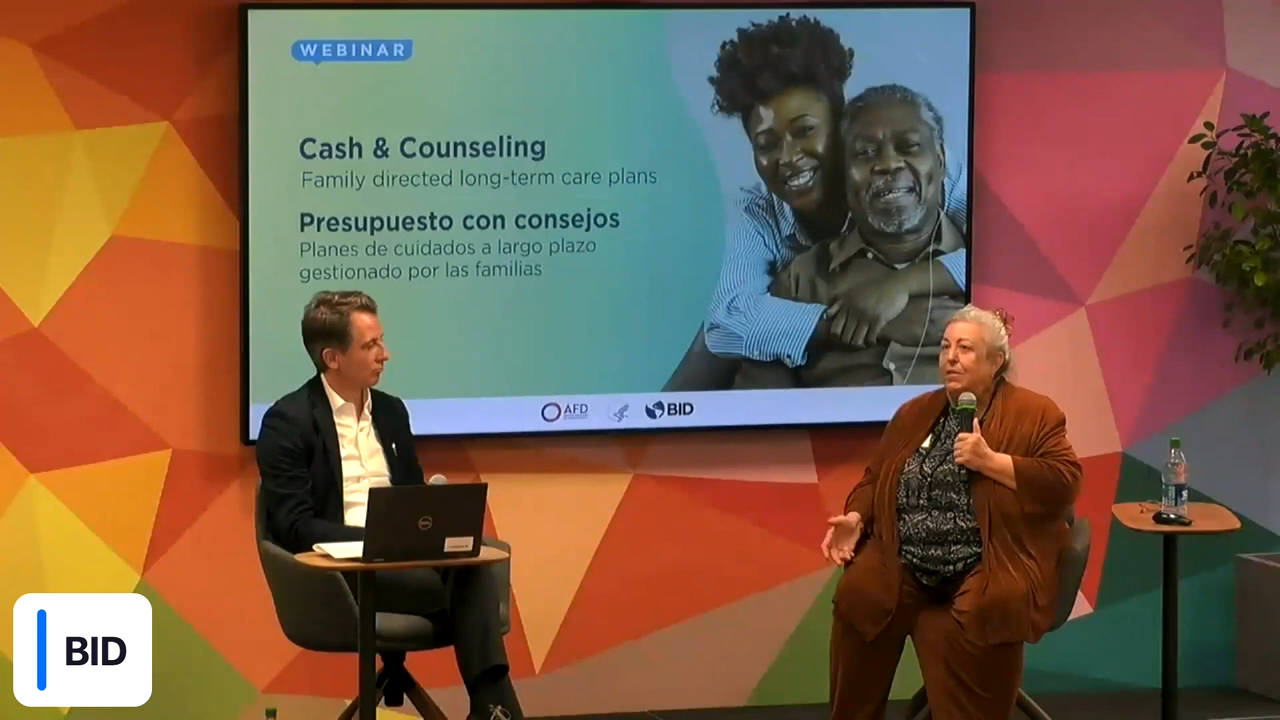 WEBINAR
Cash & Counseling
Family directed long-term care plans
Presupuesto con consejos
Planes de cuidados a largo plazo
gestionado por las familias
AFD
BID
DELL
BID